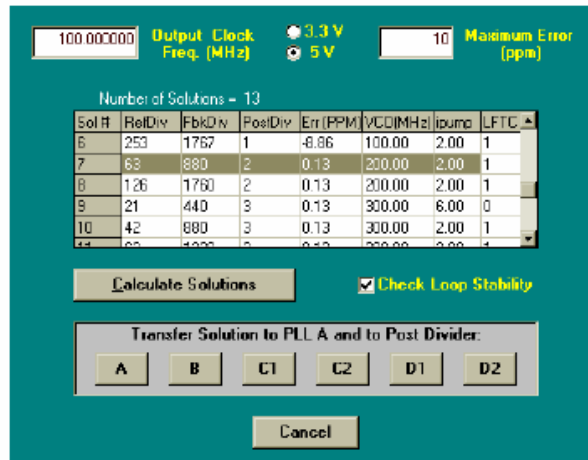 100.000000 Output Clock Freq. (MHz) 3.3 V 5 V 10 Maximum Error (ppm)
Number of Solutions = 13
Sol # RefDiv FbkDiv PostDiv Err (PPM) VCO(MHz) ipump LFTC
6 253 1767 1 -8.86 100.00 2.00 1
7 63 880 2 0.13 200.00 2.00 1
8 126 1760 2 0.13 200.00 2.00 1
9 21 440 3 0.13 300.00 6.00 0
10 42 880 3 0.13 300.00 2.00 1
Calculate Solutions Check Loop Stability
Transfer Solution to PLL A and to Post Divider:
A B C1 C2 D1 D2
Cancel